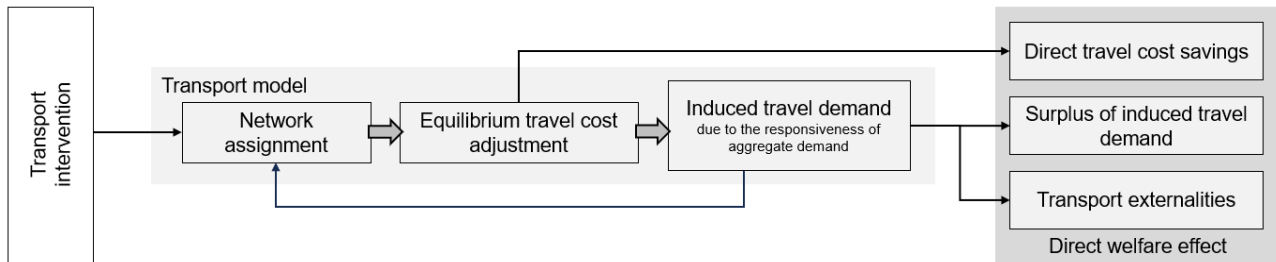 Transport
intervention
Transport model
Network
assignment
Equilibrium travel cost
adjustment
Induced travel demand
due to the responsiveness of
aggregate demand
Direct travel cost savings
Surplus of induced travel
demand
Transport externalities
Direct welfare effect